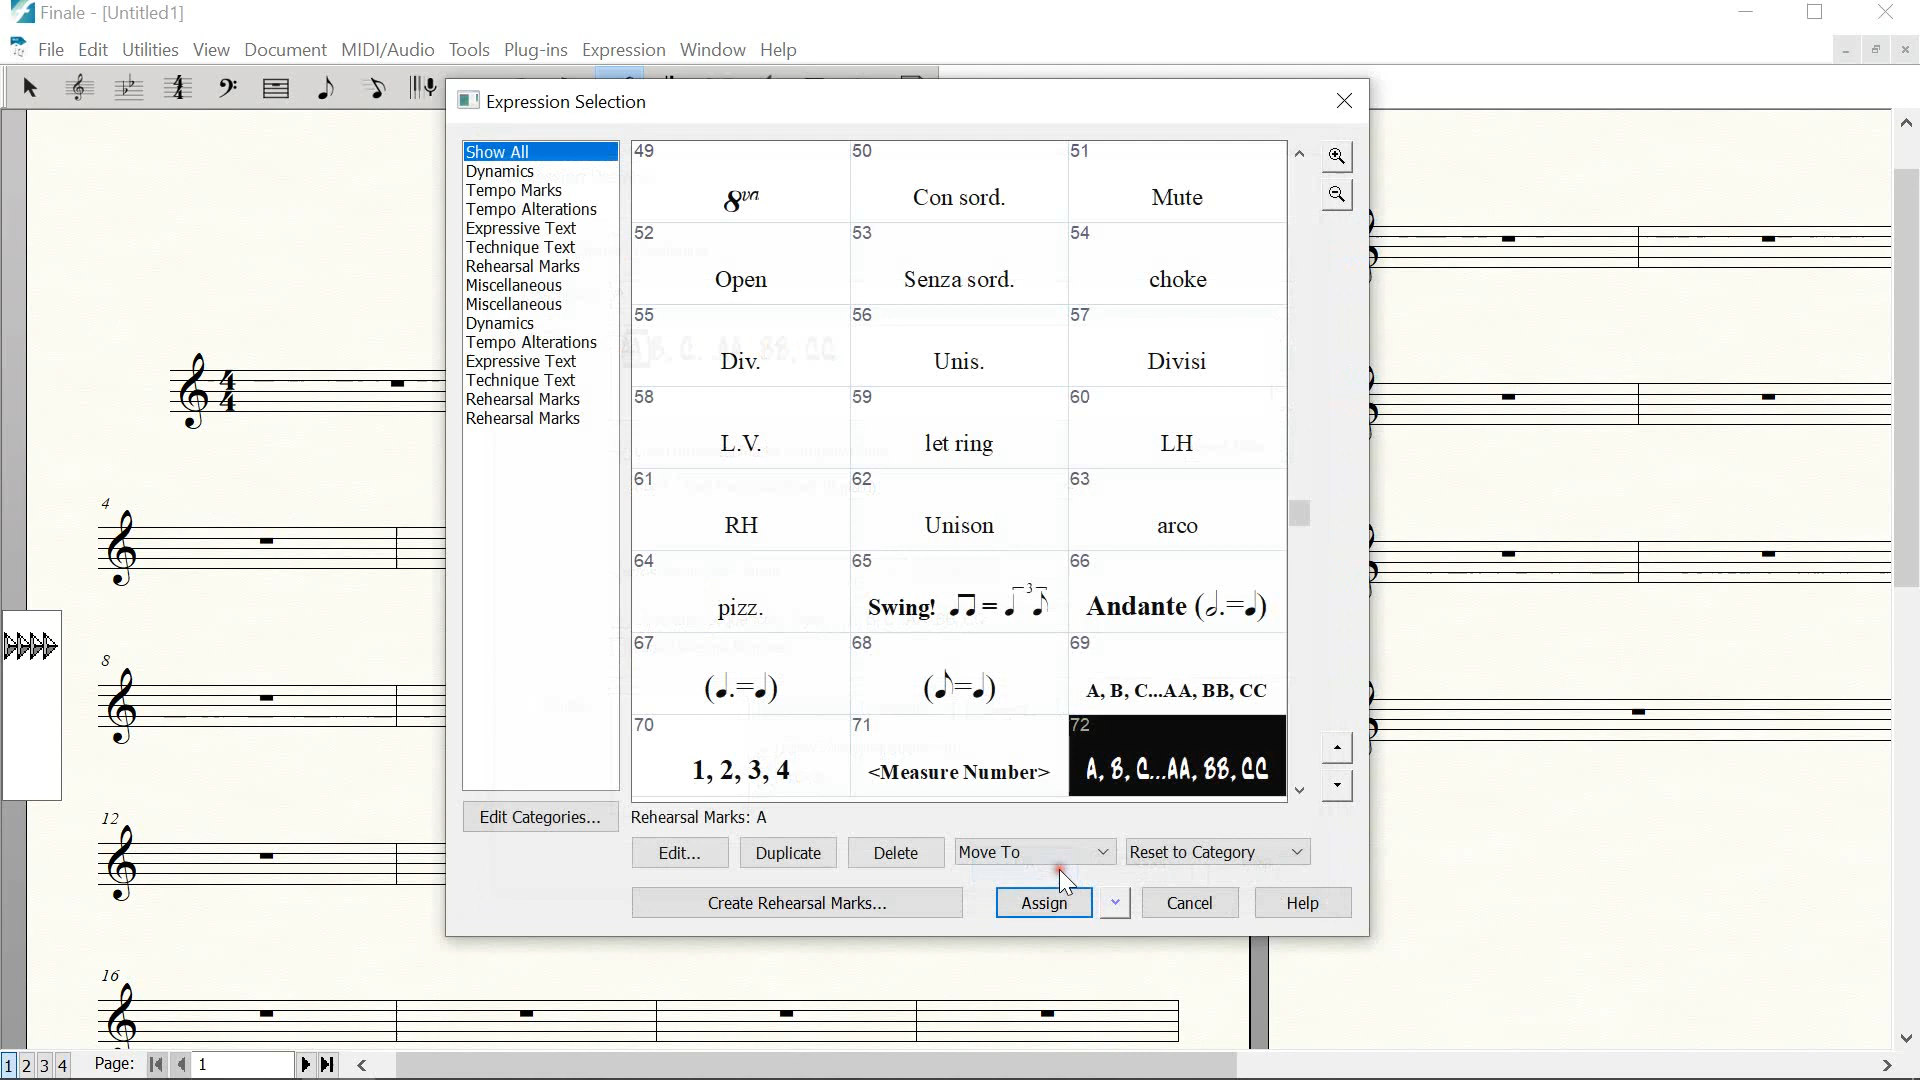 Finale - [Untitled1]
File Edit Utilities View Document MIDI/Audio Tools Plug-ins Expression Window Help
Expression Selection
Show All
Dynamics
Tempo Marks
Tempo Alterations
Expressive Text
Technique Text
Rehearsal Marks
Miscellaneous
Miscellaneous
Dynamics
Tempo Alterations
Expressive Text
Technique Text
Rehearsal Marks
Rehearsal Marks
Edit Categories...
49 50 51
8va Con sord. Mute
52 53 54
Open Senza sord. choke
55 56 57
Div. Unis. Divisi
58 59 60
L.V. let ring LH
61 62 63
RH Unison arco
64 65 66
pizz. Swing! ♫ = ♩ 3 ♪ Andante (𝅗𝅥.=♩)
67 68 69
(♩.=♩) (♪=♩) A, B, C...AA, BB, CC
70 71 72
1, 2, 3, 4 <Measure Number> A, B, C...AA, BB, CC
Rehearsal Marks: A
Edit... Duplicate Delete Move To Reset to Category
Create Rehearsal Marks... Assign Cancel Help
4
4
4
8
12
16
1 2 3 4 Page: 1